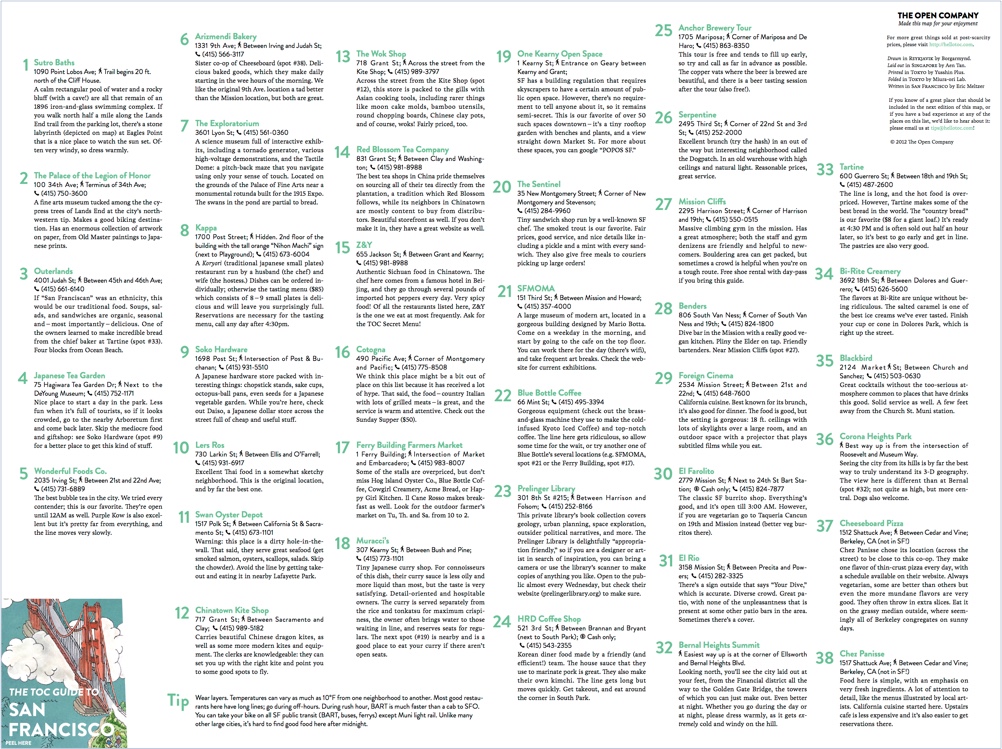 1 Sutro Baths
1090 Point Lobos Ave; Trail begins 20 ft.
north of the Cliff House.
A calm rectangular pool of water and a rocky
bluff (with a cave!) are all that remain of an
1896 iron-and-glass swimming complex. If
you walk north half a mile along the Lands
End trail from the parking lot, there's a stone
labyrinth (depicted on map) at Eagles Point
that is a nice place to watch the sun set. Of-
ten very windy, so dress warmly.
2 The Palace of the Legion of Honor
100 34th Ave; Terminus of 34th Ave;
(415) 750-3600
A fine arts museum tucked among the the cy-
press trees of Lands End at the city's north-
western tip. Makes a good biking destina-
tion. Has an enormous collection of artwork
on paper, from Old Master paintings to Japa-
nese prints.
3 Outerlands
4001 Judah St; Between 45th and 46th Ave;
(415) 661-6140
If "San Franciscan" was an ethnicity, this
would be our traditional food. Soups, sal-
ads, and sandwiches are organic, seasonal
and – most importantly – delicious. One of
the owners learned to make incredible bread
from the chief baker at Tartine (spot #33).
Four blocks from Ocean Beach.
4 Japanese Tea Garden
75 Hagiwara Tea Garden Dr; Next to the
DeYoung Museum; (415) 752-1171
Nice place to start a day in the park. Less
fun when it's full of tourists, so if it looks
crowded, go to the nearby Arboretum first
and come back later. Skip the mediocre food
and giftshop: see Soko Hardware (spot #9)
for a better place to get this kind of stuff.
5 Wonderful Foods Co.
2035 Irving St; Between 21st and 22nd Ave;
(415) 731-6889
The best bubble tea in the city. We tried every
contender; this is our favorite. They're open
until 12AM as well. Purple Kow is also excel-
lent but it's pretty far from everything, and
the line moves very slowly.
THE TOC GUIDE TO
SAN
FRANCISCO
PEEL HERE
6 Arizmendi Bakery
1331 9th Ave; Between Irving and Judah St;
(415) 566-3117
Sister co-op of Cheeseboard (spot #38). Deli-
cious baked goods, which they make daily
starting in the wee hours of the morning. We
like the original 9th Ave. location a tad better
than the Mission location, but both are great.
7 The Exploratorium
3601 Lyon St; (415) 561-0360
A science museum full of interactive exhib-
its, including a tornado generator, various
high-voltage demonstrations, and the Tactile
Dome: a pitch-black maze that you navigate
using only your sense of touch. Located on
the grounds of the Palace of Fine Arts near a
monumental rotunda built for the 1915 Expo.
The swans in the pond are partial to bread.
8 Kappa
1700 Post Street; Hidden. 2nd floor of the
building with the tall orange "Nihon Machi" sign
(next to Playground); (415) 673-6004
A Koryori (traditional Japanese small plates)
restaurant run by a husband (the chef) and
wife (the hostess). Dishes can be ordered in-
dividually; otherwise the tasting menu ($85)
which consists of 8–9 small plates is deli-
cious and will leave you surprisingly full.
Reservations are necessary for the tasting
menu, call any day after 4:30pm.
9 Soko Hardware
1698 Post St; Intersection of Post & Bu-
chanan; (415) 931-5510
A Japanese hardware store packed with in-
teresting things: chopstick stands, sake cups,
octopus-ball pans, even seeds for a Japanese
vegetable garden. While you're here, check
out Daiso, a Japanese dollar store across the
street full of cheap and useful stuff.
10 Lers Ros
730 Larkin St; Between Ellis and O'Farrell;
(415) 931-6917
Excellent Thai food in a somewhat sketchy
neighborhood. This is the original location,
and by far the best one.
11 Swan Oyster Depot
1517 Polk St; Between California St & Sacra-
mento St; (415) 673-1101
Warning: this place is a dirty hole-in-the-
wall. That said, they serve great seafood (get
smoked salmon, oysters, scallops, salads. Skip
the chowder). Avoid the line by getting take-
out and eating it in nearby Lafayette Park.
12 Chinatown Kite Shop
717 Grant St; Between Sacramento and
Clay; (415) 989-5182
Carries beautiful Chinese dragon kites, as
well as some more modern kites and equip-
ment. The clerks are knowledgeable: they can
set you up with the right kite and point you
to some good spots to fly.
Tip Wear layers. Temperatures can vary as much as 10°F from one neighborhood to another. Most good restau-
rants here have long lines; go during off-hours. During rush hour, BART is much faster than a cab to SFO.
You can take your bike on all SF public transit (BART, buses, ferrys) except Muni light rail. Unlike many
other large cities, it's hard to find good food here after midnight.
13 The Wok Shop
718 Grant St; Across the street from the
Kite Shop; (415) 989-3797
Across the street from the Kite Shop (spot
#12), this store is packed to the gills with
Asian cooking tools, including rarer things
like moon cake molds, bamboo utensils,
round chopping boards, Chinese clay pots,
and of course, woks! Fairly priced, too.
14 Red Blossom Tea Company
831 Grant St; Between Clay and Washing-
ton; (415) 981-8988
The best tea shops in China pride themselves
on sourcing all of their tea directly from the
plantation, a tradition which Red Blossom
follows, while its neighbors in Chinatown
are mostly content to buy from distribu-
tors. Beautiful storefront as well. If you don't
make it in, they have a great website as well.
15 Z&Y
655 Jackson St; Between Grant and Kearny;
(415) 981-8988
Authentic Sichuan food in Chinatown. The
chef here comes from a famous hotel in Bei-
jing, and they go through several pounds of
imported hot peppers every day. Very spicy
food! Of all the restaurants listed here, Z&Y
is the one we eat at most frequently. Ask for
the TOC Secret Menu!
16 Cotogna
490 Pacific Ave; Corner of Montgomery
and Pacific; (415) 775-8508
We think this place might be a bit out of
place on this list because it has received a lot
of hype. That said, the food – country Italian
with lots of grilled meats – is great, and the
service is warm and attentive. Check out the
Sunday Supper ($50).
17 Ferry Building Farmers Market
1 Ferry Building; Intersection of Market
and Embarcadero; (415) 983-8007
Some of the stalls are overpriced, but don't
miss Hog Island Oyster Co., Blue Bottle Cof-
fee, Cowgirl Creamery, Acme Bread, or Hap-
py Girl Kitchen. Il Cane Rosso makes break-
fast as well. Look for the outdoor farmer's
market on Tu, Th. and Sa. from 10 to 2.
18 Muracci's
307 Kearny St; Between Bush and Pine;
(415) 773-1101
Tiny Japanese curry shop. For connoisseurs
of this dish, their curry sauce is less oily and
more liquid than most, but the taste is very
satisfying. Detail-oriented and hospitable
owners. The curry is served separately from
the rice and tonkatsu for maximum crispi-
ness, the owner often brings water to those
waiting in line, and reserves seats for regu-
lars. The next spot (#19) is nearby and is a good
place to eat your curry if there aren't
open seats.
19 One Kearny Open Space
1 Kearny St; Entrance on Geary between
Kearny and Grant;
SF has a building regulation that requires
skyscrapers to have a certain amount of pub-
lic open space. However, there's no require-
ment to tell anyone about it, so it remains
semi-secret. This is our favorite of over 50
such spaces downtown – it's a tiny rooftop
garden with benches and plants, and a view
straight down Market St. For more about
these spaces, you can google "POPOS SF."
20 The Sentinel
35 New Montgomery Street; Corner of New
Montgomery and Stevenson;
(415) 284-9960
Tiny sandwich shop run by a well-known SF
chef. The smoked trout is our favorite. Fair
prices, good service, and nice details like in-
cluding a pickle and a mint with every sand-
wich. They also give free meals to couriers
picking up large orders!
21 SFMOMA
151 Third St; Between Mission and Howard;
(415) 357-4000
A large museum of modern art, located in a
gorgeous building designed by Mario Botta.
Come on a weekday in the morning, and
start by going to the cafe on the top floor.
You can work there for the day (there's wifi),
and take frequent art breaks. Check the web-
site for current exhibitions.
22 Blue Bottle Coffee
66 Mint St; (415) 495-3394
Gorgeous equipment (check out the brass-
and-glass machine they use to make the cold-
infused Kyoto Iced Coffee) and top-notch
coffee. The line here gets ridiculous, so allow
some time for the wait, or try another one of
Blue Bottle's several locations (e.g. SFMOMA,
spot #21 or the Ferry Building, spot #17).
23 Prelinger Library
301 8th St #215; Between Harrison and
Folsom; (415) 252-8166
This private library's book collection covers
geology, urban planning, space exploration,
outsider political narratives, and more. The
Prelinger Library is delightfully "appropria-
tion friendly," so if you are a designer or art-
ist in search of inspiration, you can bring a
camera or use the library's scanner to make
copies of anything you like. Open to the pub-
lic almost every Wednesday, but check their
website (prelingerlibrary.org) to make sure.
24 HRD Coffee Shop
521 3rd St; Between Brannan and Bryant
(next to South Park); Cash only;
(415) 543-2355
Korean diner food made by a friendly (and
efficient!) team. The house sauce that they
use to marinate pork is great. They also make
their own kimchi. The line gets long but
moves quickly. Get takeout, and eat around
the corner in South Park.
25 Anchor Brewery Tour
1705 Mariposa; Corner of Mariposa and De
Haro; (415) 863-8350
This tour is free and tends to fill up early,
so try and call as far in advance as possible.
The copper vats where the beer is brewed are
beautiful, and there is a beer tasting session
after the tour (also free!).
26 Serpentine
2495 Third St; Corner of 22nd St and 3rd
St; (415) 252-2000
Excellent brunch (try the hash) in an out of
the way but interesting neighborhood called
the Dogpatch. In an old warehouse with high
ceilings and natural light. Reasonable prices,
great service.
27 Mission Cliffs
2295 Harrison Street; Corner of Harrison
and 19th; (415) 550-0515
Massive climbing gym in the mission. Has
a great atmosphere; both the staff and gym
denizens are friendly and helpful to new-
comers. Bouldering area can get packed, but
sometimes a crowd is helpful when you're on
a tough route. Free shoe rental with day-pass
if you bring this guide.
28 Benders
806 South Van Ness; Corner of South Van
Ness and 19th; (415) 824-1800
Dive bar in the Mission with a really good ve-
gan kitchen. Pliny the Elder on tap. Friendly
bartenders. Near Mission Cliffs (spot #27).
29 Foreign Cinema
2534 Mission Street; Between 21st and
22nd; (415) 648-7600
California cuisine. Best known for its brunch,
it's also good for dinner. The food is good, but
the setting is gorgeous: 18 ft. ceilings with
lots of skylights over a large room, and an
outdoor space with a projector that plays
subtitled films while you eat.
30 El Farolito
2779 Mission St; Next to 24th St Bart Sta-
tion; Cash only; (415) 824-7877
The classic SF burrito shop. Everything's
good, and it's open till 3:00 AM. However,
if you are vegetarian go to Taqueria Cancun
on 19th and Mission instead (better veg bur-
ritos there).
31 El Rio
3158 Mission St; Between Precita and Pow-
ers; (415) 282-3325
There's a sign outside that says "Your Dive,"
which is accurate. Diverse crowd. Great pa-
tio, with none of the unpleasantness that is
present at some other patio bars in the area.
Sometimes there's a cover.
32 Bernal Heights Summit
Easiest way up is at the corner of Ellsworth
and Bernal Heights Blvd.
Looking north, you'll see the city laid out at
your feet, from the Financial district all the
way to the Golden Gate Bridge, the towers
of which you can just make out. Even better
at night. Whether you go during the day or
at night, please dress warmly, as it gets ex-
tremely cold and windy on the hill.
THE OPEN COMPANY
Made this map for your enjoyment
For more great things sold at post-scarcity
prices, please visit http://hellotoc.com.
Drawn in REYKJAVIK by Borgarmynd.
Laid out in SINGAPORE by Aen Tan.
Printed in TOKYO by Yushin Plus.
Folded in TOKYO by Miura-ori Lab.
Written in SAN FRANCISCO by Eric Meltzer
If you know of a great place that should be
included in the next edition of this map, or
if you have a bad experience at any of the
places on this list, we'd like to hear about it:
please email us at tips@hellotoc.com!
© 2012 The Open Company
33 Tartine
600 Guerrero St; Between 18th and 19th St;
(415) 487-2600
The line is long, and the hot food is over-
priced. However, Tartine makes some of the
best bread in the world. The "country bread"
is our favorite ($8 for a giant loaf.) It's ready
at 4:30 PM and is often sold out half an hour
later, so it's best to go early and get in line.
The pastries are also very good.
34 Bi-Rite Creamery
3692 18th St; Between Dolores and Guer-
rero; (415) 626-5600
The flavors at Bi-Rite are unique without be-
ing ridiculous. The salted caramel is one of
the best ice creams we've ever tasted. Finish
your cup or cone in Dolores Park, which is
right up the street.
35 Blackbird
2124 Market St; Between Church and
Sanchez; (415) 503-0630
Great cocktails without the too-serious at-
mosphere common to places that have drinks
this good. Solid service as well. A few feet
away from the Church St. Muni station.
36 Corona Heights Park
Best way up is from the intersection of
Roosevelt and Museum Way.
Seeing the city from its hills is by far the best
way to truly understand its 3-D geography.
The view here is different than at Bernal
(spot #32); not quite as high, but more cen-
tral. Dogs also welcome.
37 Cheeseboard Pizza
1512 Shattuck Ave; Between Cedar and Vine;
Berkeley, CA (not in SF!)
Chez Panisse chose its location (across the
street) to be close to this co-op. They make
one flavor of thin-crust pizza every day, with
a schedule available on their website. Always
vegetarian, some are better than others but
even the more mundane flavors are very
good. They often throw in extra slices. Eat it
on the grassy median outside, where seem-
ingly all of Berkeley congregates on sunny
days.
38 Chez Panisse
1517 Shattuck Ave; Between Cedar and Vine;
Berkeley, CA (not in SF!)
Food here is simple, with an emphasis on
very fresh ingredients. A lot of attention to
detail, like the menus illustrated by local art-
ists. California cuisine started here. Upstairs
cafe is less expensive and it's also easier to get
reservations there.